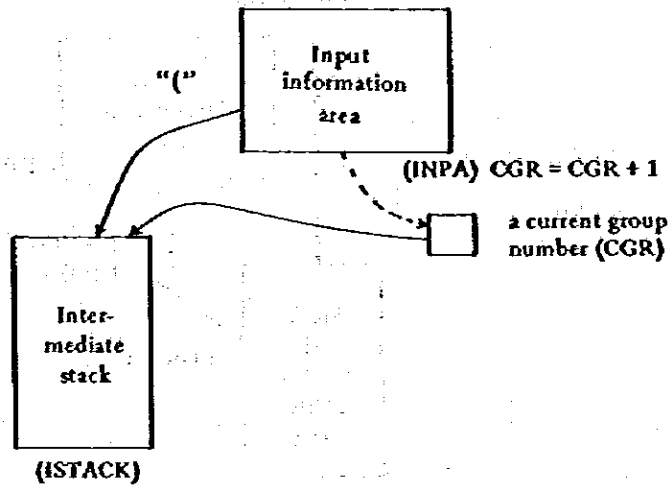 Input
information
area
“(”
(INPA) CGR = CGR + 1
a current group
number (CGR)
Inter-
mediate
stack
(ISTACK)